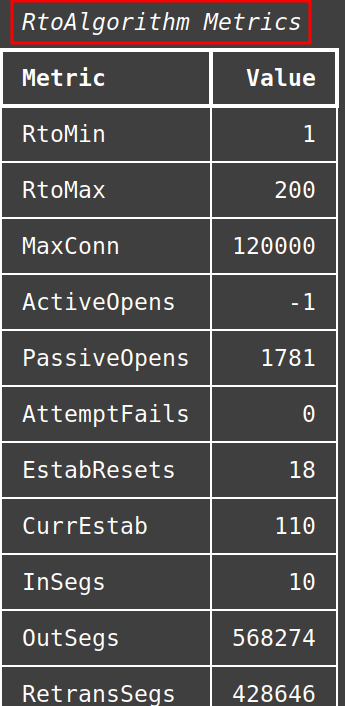 RtoAlgorithm Metrics
Metric Value
RtoMin 1
RtoMax 200
MaxConn 120000
ActiveOpens -1
PassiveOpens 1781
AttemptFails 0
EstabResets 18
CurrEstab 110
InSegs 10
OutSegs 568274
RetransSegs 428646